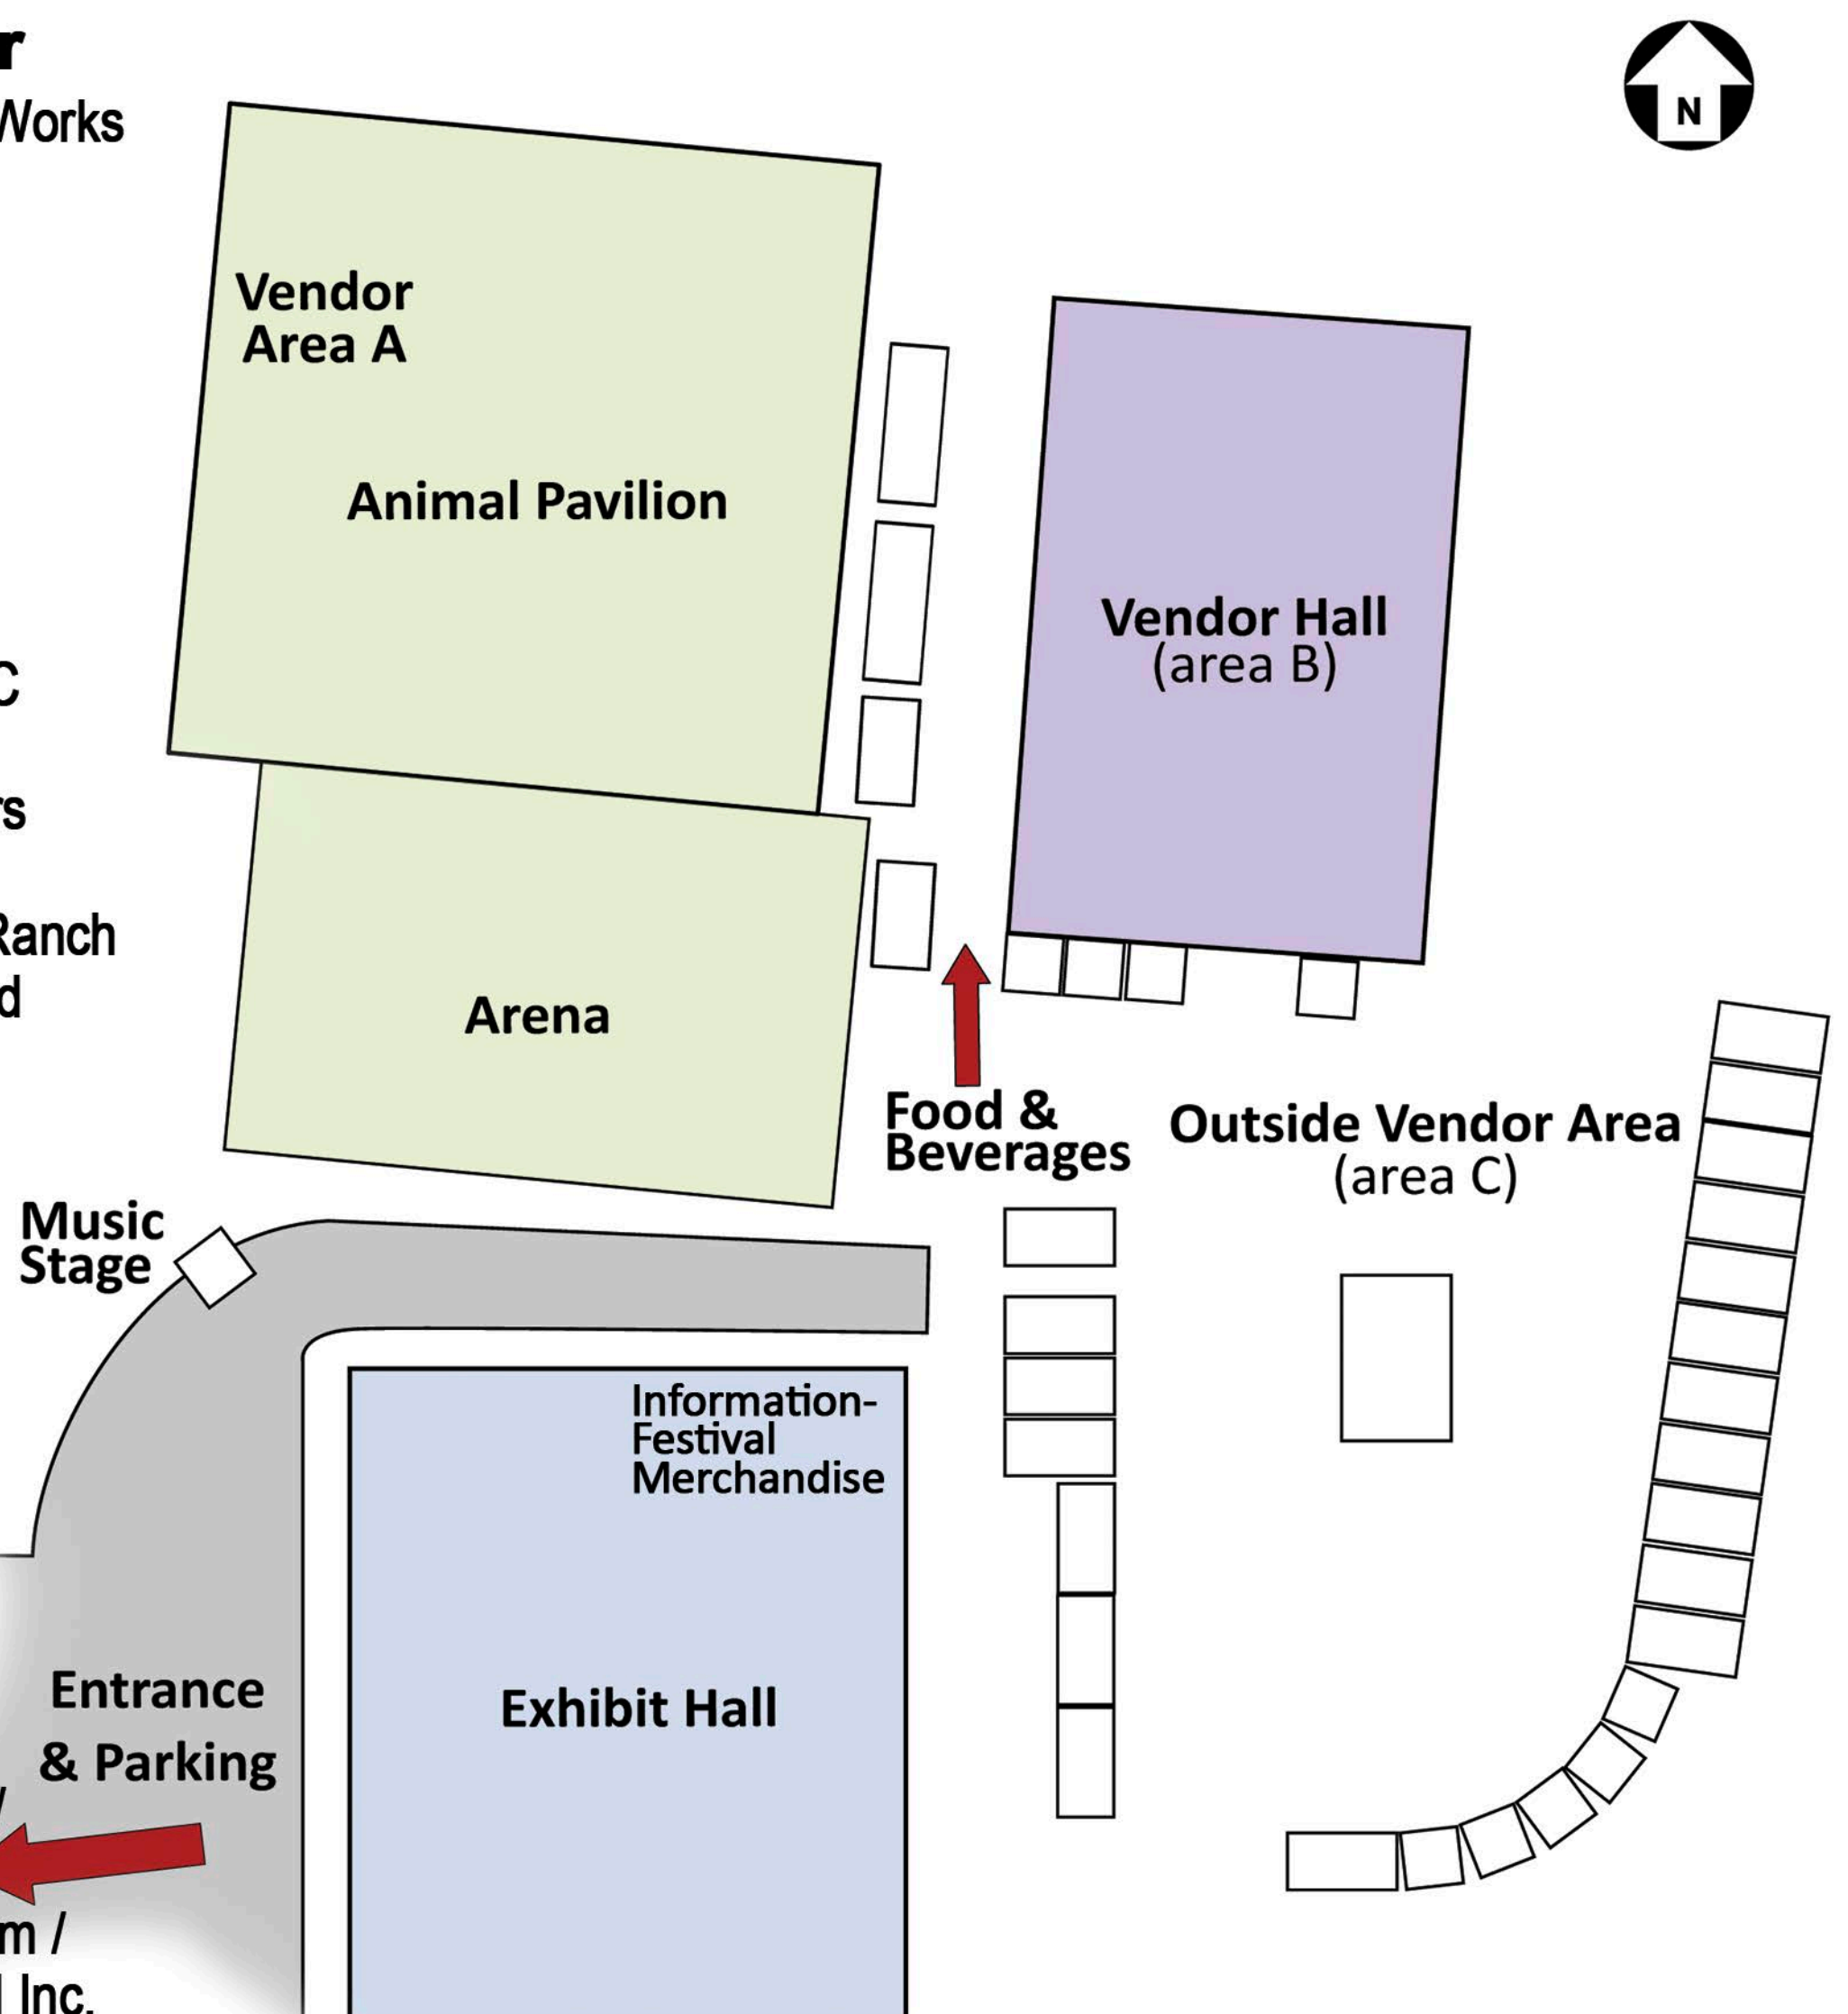 r
Works
N
Vendor
Area A
Animal Pavilion
Vendor Hall
(area B)
C
rs
Ranch
d
Arena
Food &
Beverages
Outside Vendor Area
(area C)
Music
Stage
Information-
Festival
Merchandise
Entrance
& Parking
Exhibit Hall
/
m /
l Inc.